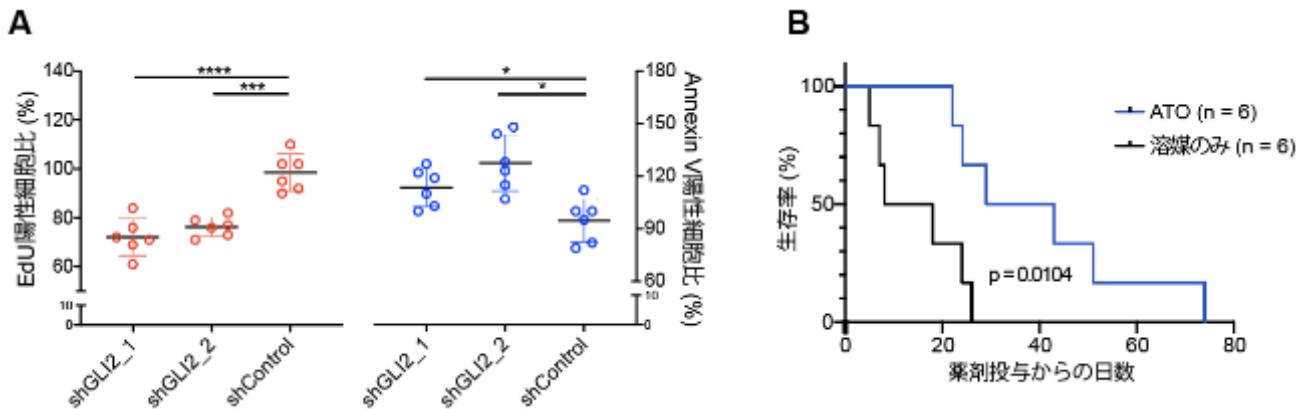 A
EdU陽性細胞比 (%)
140
120
100
80
60
10
0
****
***
shGLI2_1
shGLI2_2
shControl
*
*
180
150
120
90
60
10
0
Annexin V陽性細胞比 (%)
shGLI2_1
shGLI2_2
shControl
B
生存率 (%)
100
50
0
ATO (n = 6)
溶媒のみ (n = 6)
p = 0.0104
0
20
40
60
80
薬剤投与からの日数